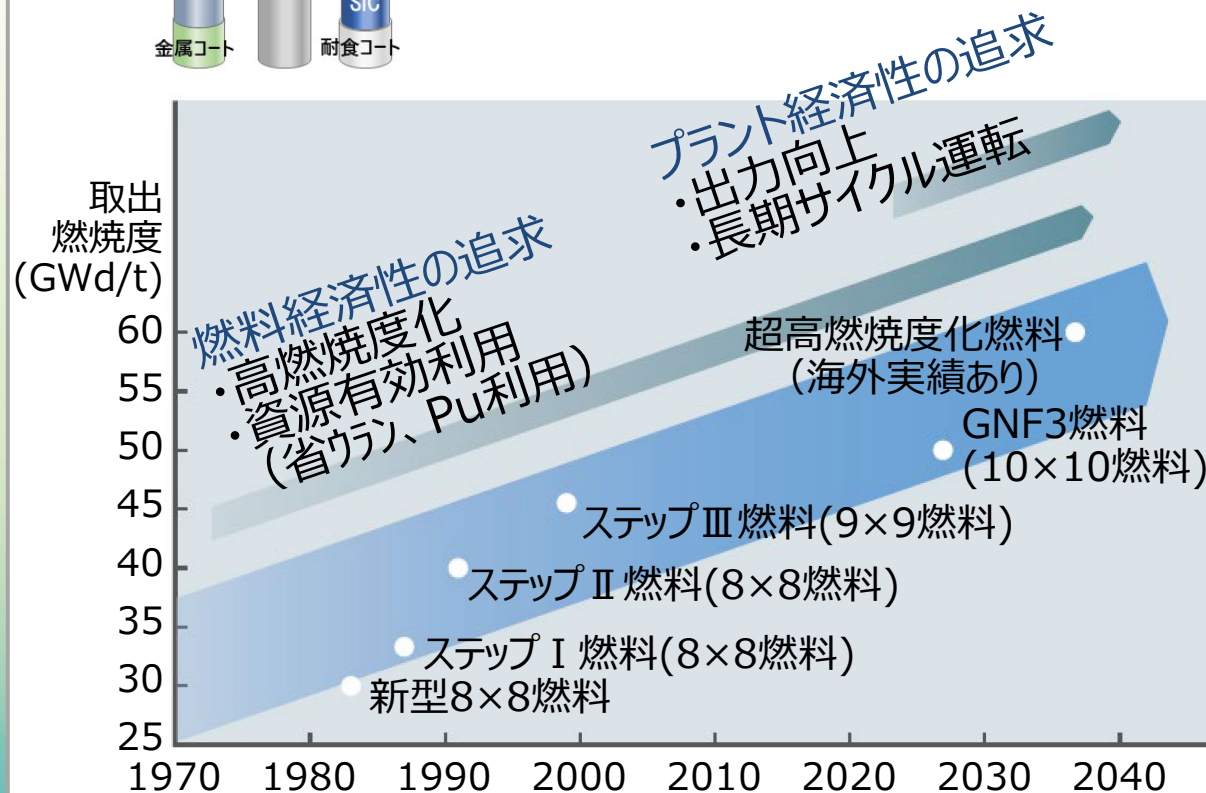 SiC
金属コート
耐食コート
プラント経済性の追求
・出力向上
・長期サイクル運転
取出
燃焼度
(GWd/t)
燃料経済性の追求
・高燃焼度化
・資源有効利用
（省ウラン、Pu利用）
60
55
50
45
40
35
30
25
超高燃焼度化燃料
（海外実績あり）
GNF3燃料
(10×10燃料)
ステップⅢ燃料(9×9燃料)
ステップⅡ燃料(8×8燃料)
ステップⅠ燃料(8×8燃料)
新型8×8燃料
1970 1980 1990 2000 2010 2020 2030 2040